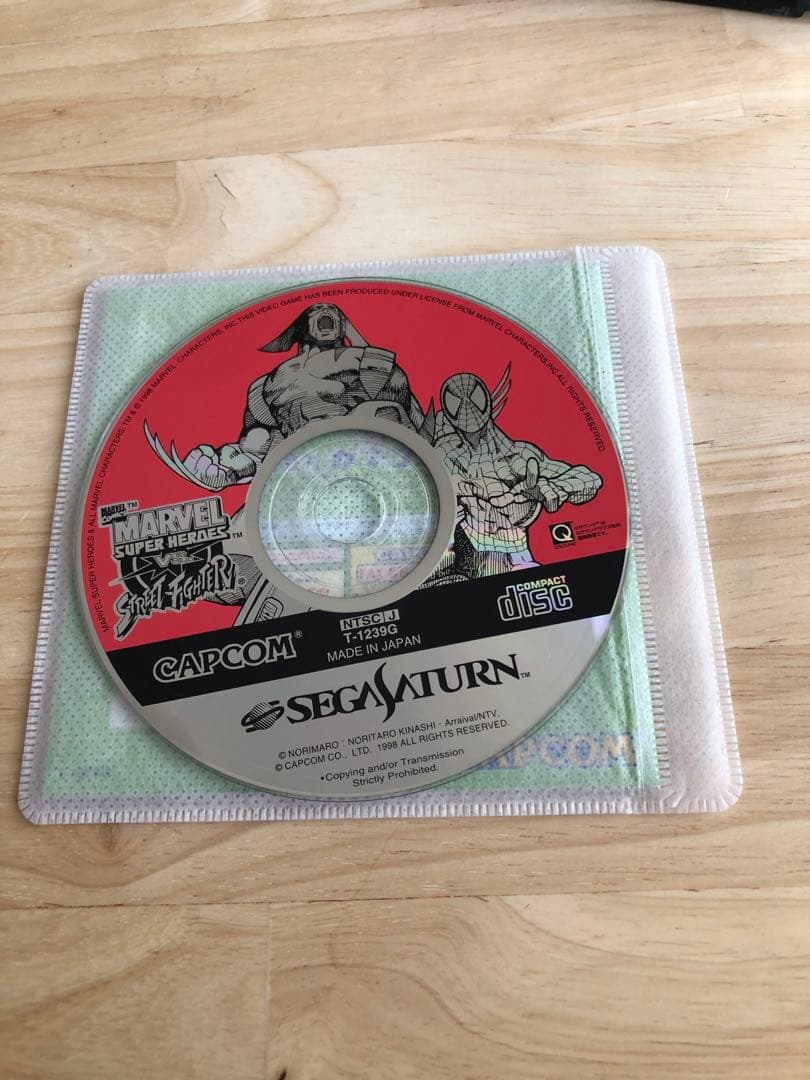 MARVEL SUPER HEROES & ALL MARVEL CHARACTERS:TM & © 1998 MARVEL CHARACTERS, INC.THIS VIDEO GAME HAS BEEN PRODUCED UNDER LICENSE FROM MARVEL CHARACTERS,INC.ALL RIGHTS RESERVED.
MARVEL COMICS
MARVEL™
SUPER HEROES™
VS.
STREET FIGHTER
Q
CAPCOM®
NTSC J
T-1239G
MADE IN JAPAN
COMPACT
disc
SEGA SATURN™
© NORIMARO : NORITARO KINASHI · Arraival/NTV,
© CAPCOM CO., LTD. 1998 ALL RIGHTS RESERVED.
•Copying and/or Transmission
Strictly Prohibited.
CAPCOM